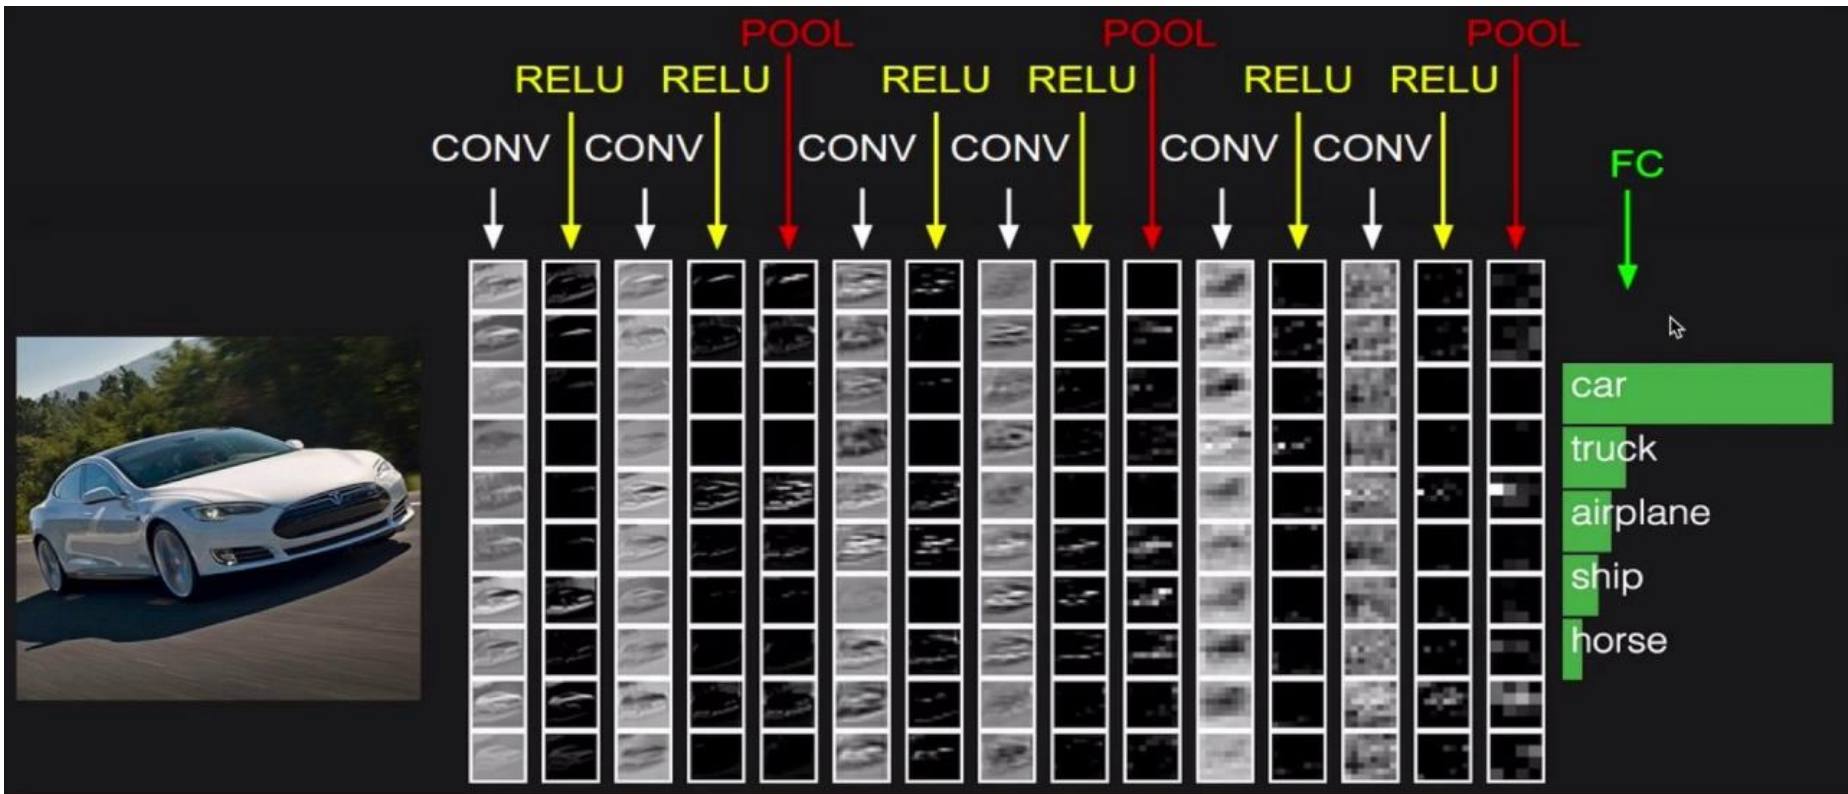 POOL POOL POOL
RELU RELU RELU RELU RELU RELU
CONV CONV CONV CONV CONV CONV
FC
car
truck
airplane
ship
horse